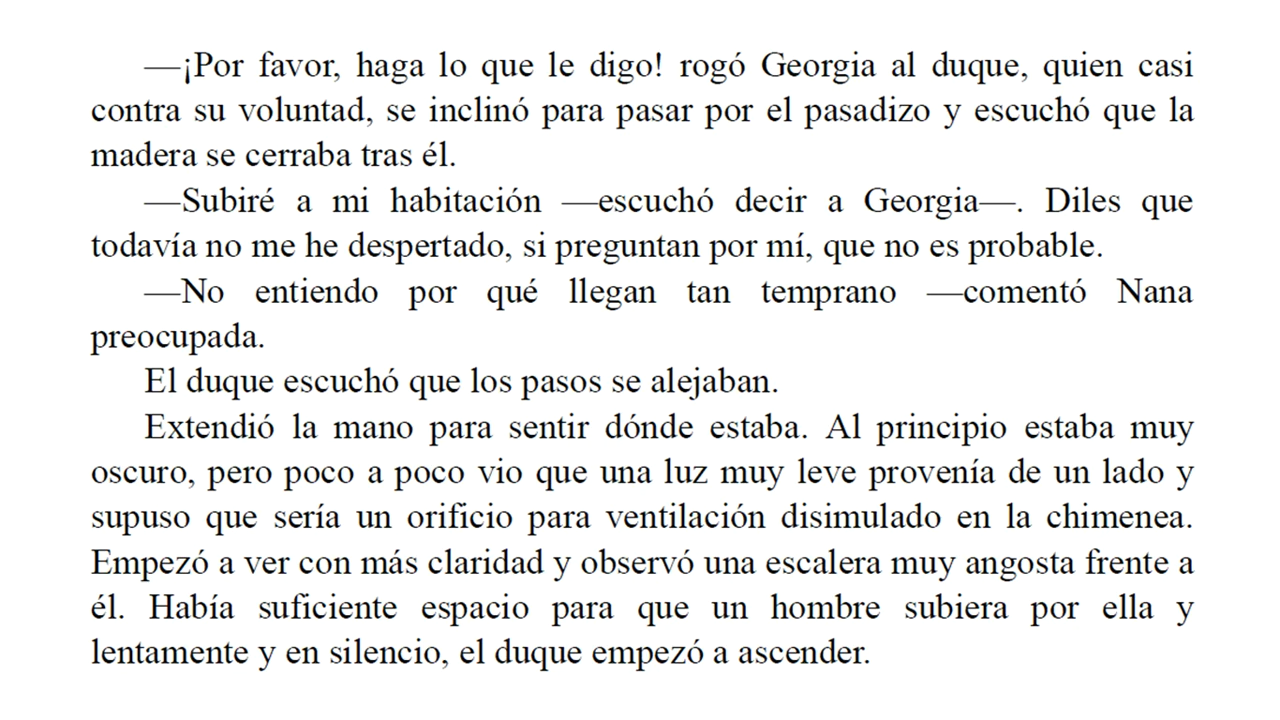 —¡Por favor, haga lo que le digo! rogó Georgia al duque, quien casi
contra su voluntad, se inclinó para pasar por el pasadizo y escuchó que la
madera se cerraba tras él.
—Subiré a mi habitación —escuchó decir a Georgia—. Diles que
todavía no me he despertado, si preguntan por mí, que no es probable.
—No entiendo por qué llegan tan temprano —comentó Nana
preocupada.
El duque escuchó que los pasos se alejaban.
Extendió la mano para sentir dónde estaba. Al principio estaba muy
oscuro, pero poco a poco vio que una luz muy leve provenía de un lado y
supuso que sería un orificio para ventilación disimulado en la chimenea.
Empezó a ver con más claridad y observó una escalera muy angosta frente a
él. Había suficiente espacio para que un hombre subiera por ella y
lentamente y en silencio, el duque empezó a ascender.